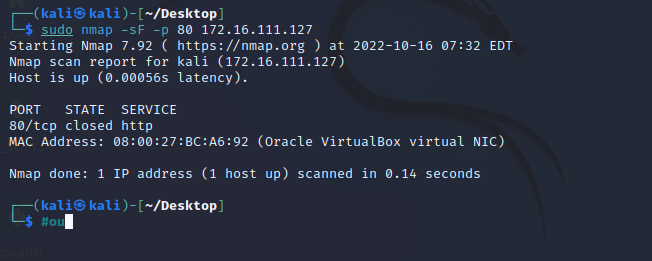 ┌──(kali㉿kali)-[~/Desktop]
└─$ sudo nmap -sF -p 80 172.16.111.127
Starting Nmap 7.92 ( https://nmap.org ) at 2022-10-16 07:32 EDT
Nmap scan report for kali (172.16.111.127)
Host is up (0.00056s latency).
PORT   STATE  SERVICE
80/tcp closed http
MAC Address: 08:00:27:BC:A6:92 (Oracle VirtualBox virtual NIC)
Nmap done: 1 IP address (1 host up) scanned in 0.14 seconds
┌──(kali㉿kali)-[~/Desktop]
└─$ #ou